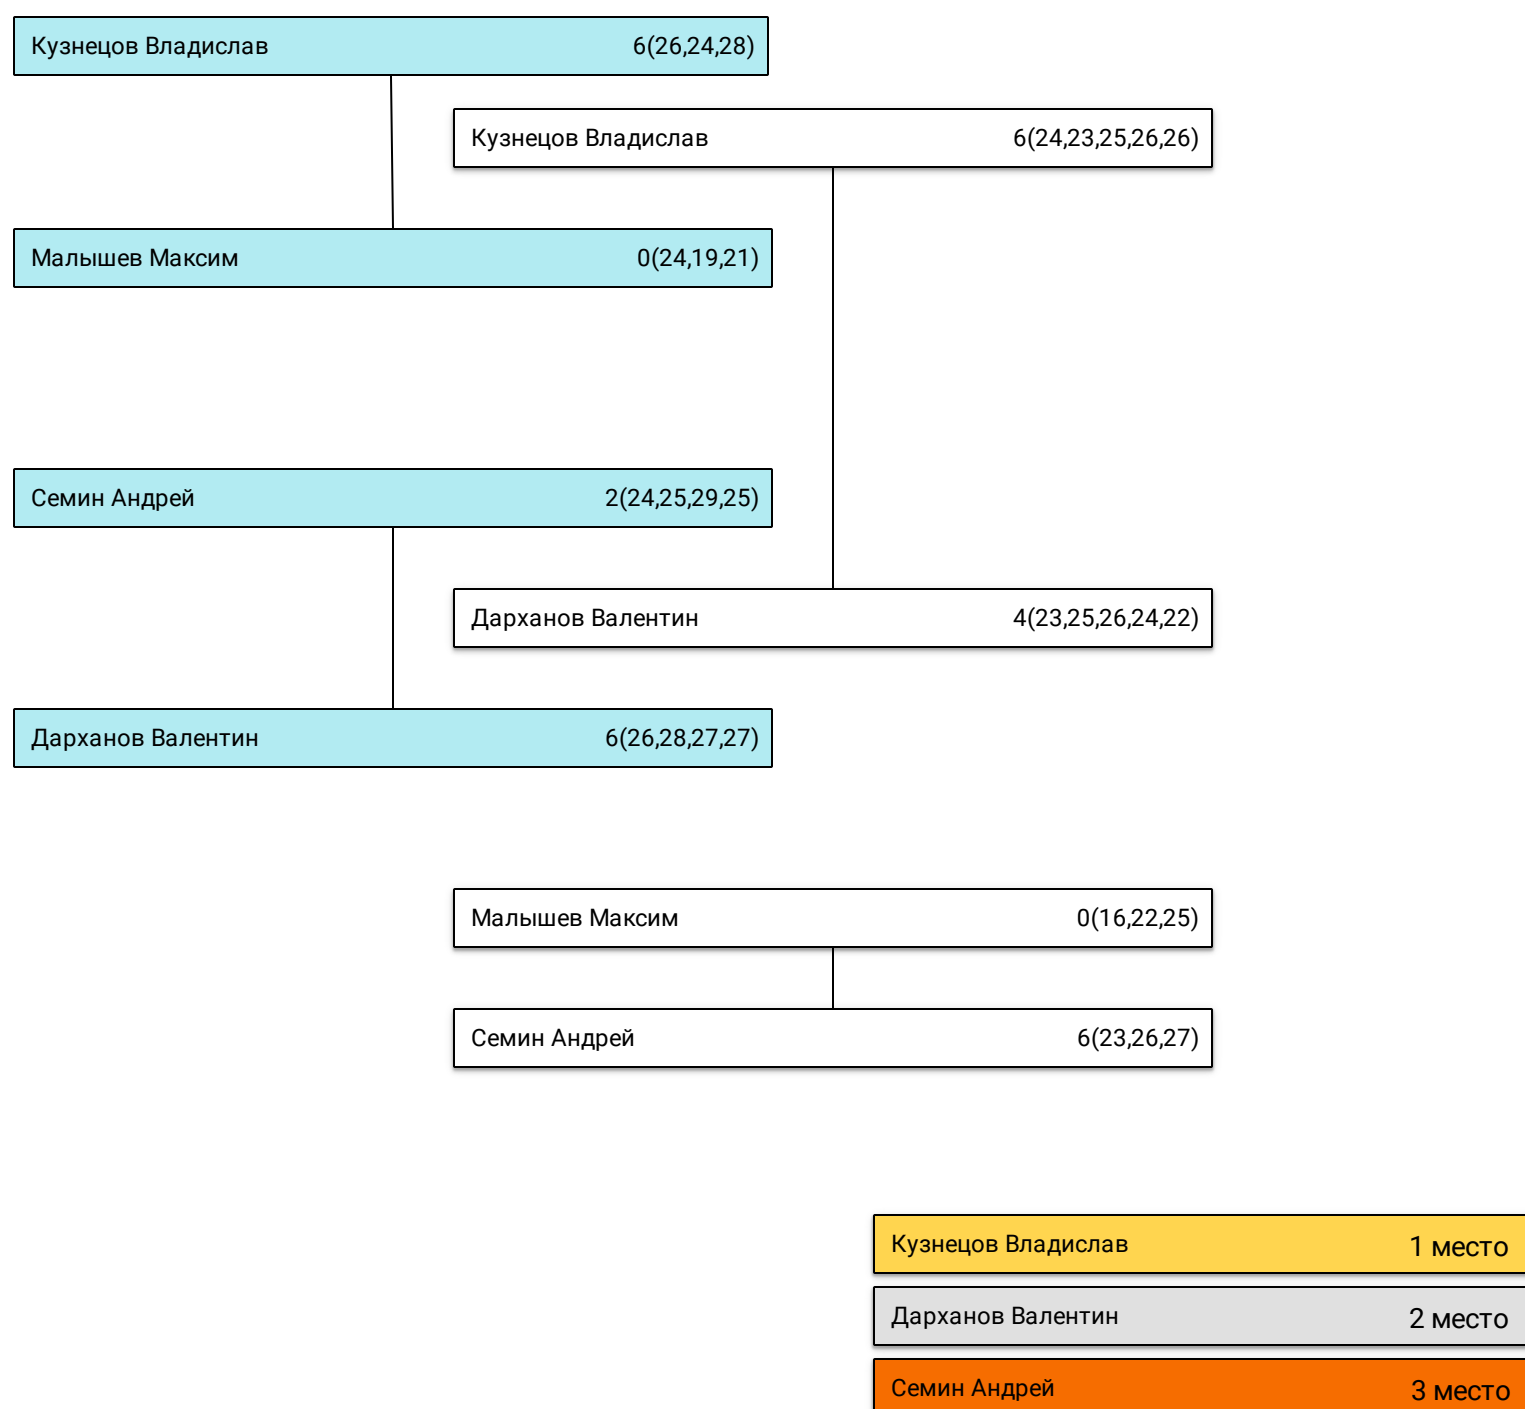 Кузнецов Владислав 6(26,24,28)
Кузнецов Владислав 6(24,23,25,26,26)
Малышев Максим 0(24,19,21)
Семин Андрей 2(24,25,29,25)
Дарханов Валентин 4(23,25,26,24,22)
Дарханов Валентин 6(26,28,27,27)
Малышев Максим 0(16,22,25)
Семин Андрей 6(23,26,27)
Кузнецов Владислав 1 место
Дарханов Валентин 2 место
Семин Андрей 3 место